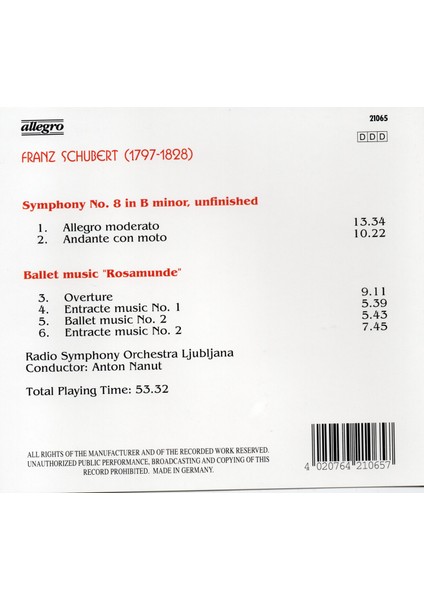 allegro
21065
DDD
FRANZ SCHUBERT (1797-1828)
Symphony No. 8 in B minor, unfinished
1. Allegro moderato 13.34
2. Andante con moto 10.22
Ballet music "Rosamunde"
3. Overture 9.11
4. Entracte music No. 1 5.39
5. Ballet music No. 2 5.43
6. Entracte music No. 2 7.45
Radio Symphony Orchestra Ljubljana
Conductor: Anton Nanut
Total Playing Time: 53.32
ALL RIGHTS OF THE MANUFACTURER AND OF THE RECORDED WORK RESERVED.
UNAUTHORIZED PUBLIC PERFORMANCE, BROADCASTING AND COPYING OF THIS
RECORD PROHIBITED. MADE IN GERMANY.
4 020764 210657